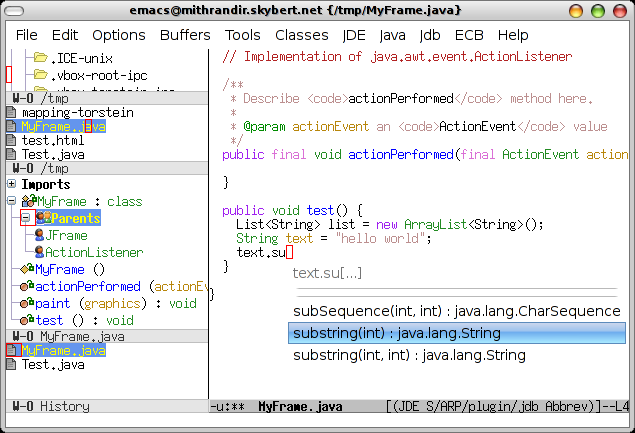 emacs@mithrandir.skybert.net {/tmp/MyFrame.java}
File Edit Options Buffers Tools Classes JDE Java Jdb ECB Help
.ICE-unix
.vbox-root-ipc
W-O /tmp
mapping-torstein
MyFrame.java
test.html
Test.java
W-O /tmp
Imports
MyFrame : class
Parents
JFrame
ActionListener
MyFrame ()
actionPerformed (actionEv
paint (graphics) : void
test () : void
W-O MyFrame.java
MyFrame.java
Test.java
W-O History
// Implementation of java.awt.event.ActionListener
/**
* Describe <code>actionPerformed</code> method here.
*
* @param actionEvent an <code>ActionEvent</code> value
*/
public final void actionPerformed(final ActionEvent action
}
public void test() {
List<String> list = new ArrayList<String>();
String text = "hello world";
text.su
}
}
text.su[...]
subSequence(int, int) : java.lang.CharSequence
substring(int) : java.lang.String
substring(int, int) : java.lang.String
-u:** MyFrame.java [(JDE S/ARP/plugin/jdb Abbrev)]--L4